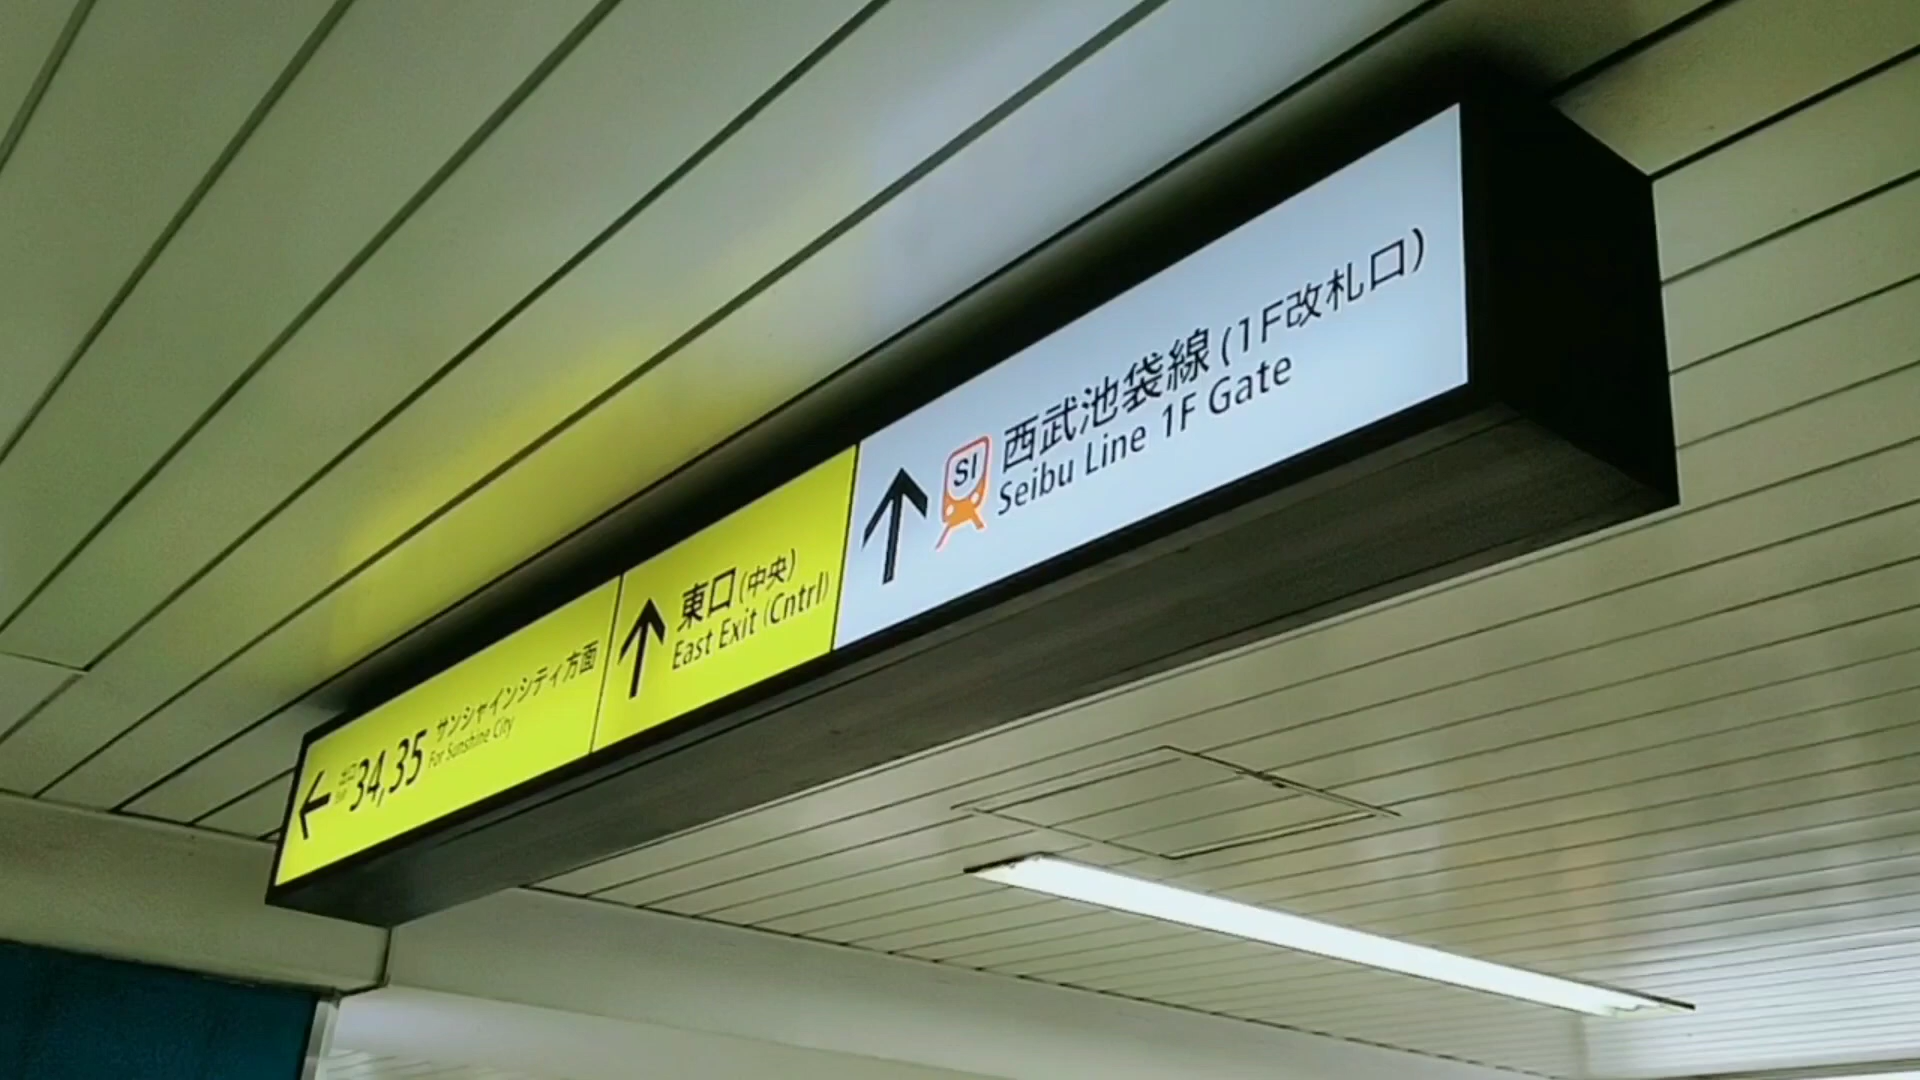 出口 34,35
サンシャインシティ方面
For Sunshine City
東口(中央)
East Exit (Cntrl)
SI
西武池袋線(1F改札口)
Seibu Line 1F Gate